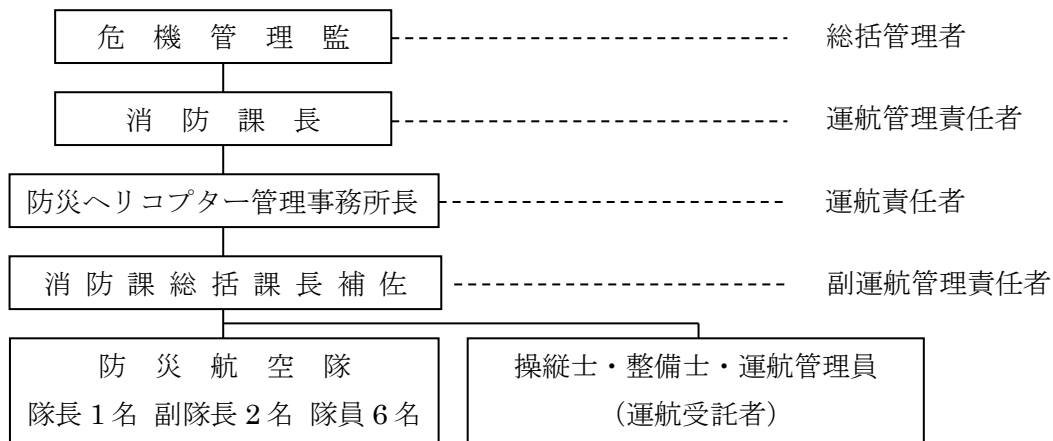 危機管理監 総括管理者
消防課長 運航管理責任者
防災ヘリコプター管理事務所長 運航責任者
消防課総括課長補佐 副運航管理責任者
防災航空隊
隊長1名 副隊長2名 隊員6名
操縦士・整備士・運航管理員
（運航受託者）